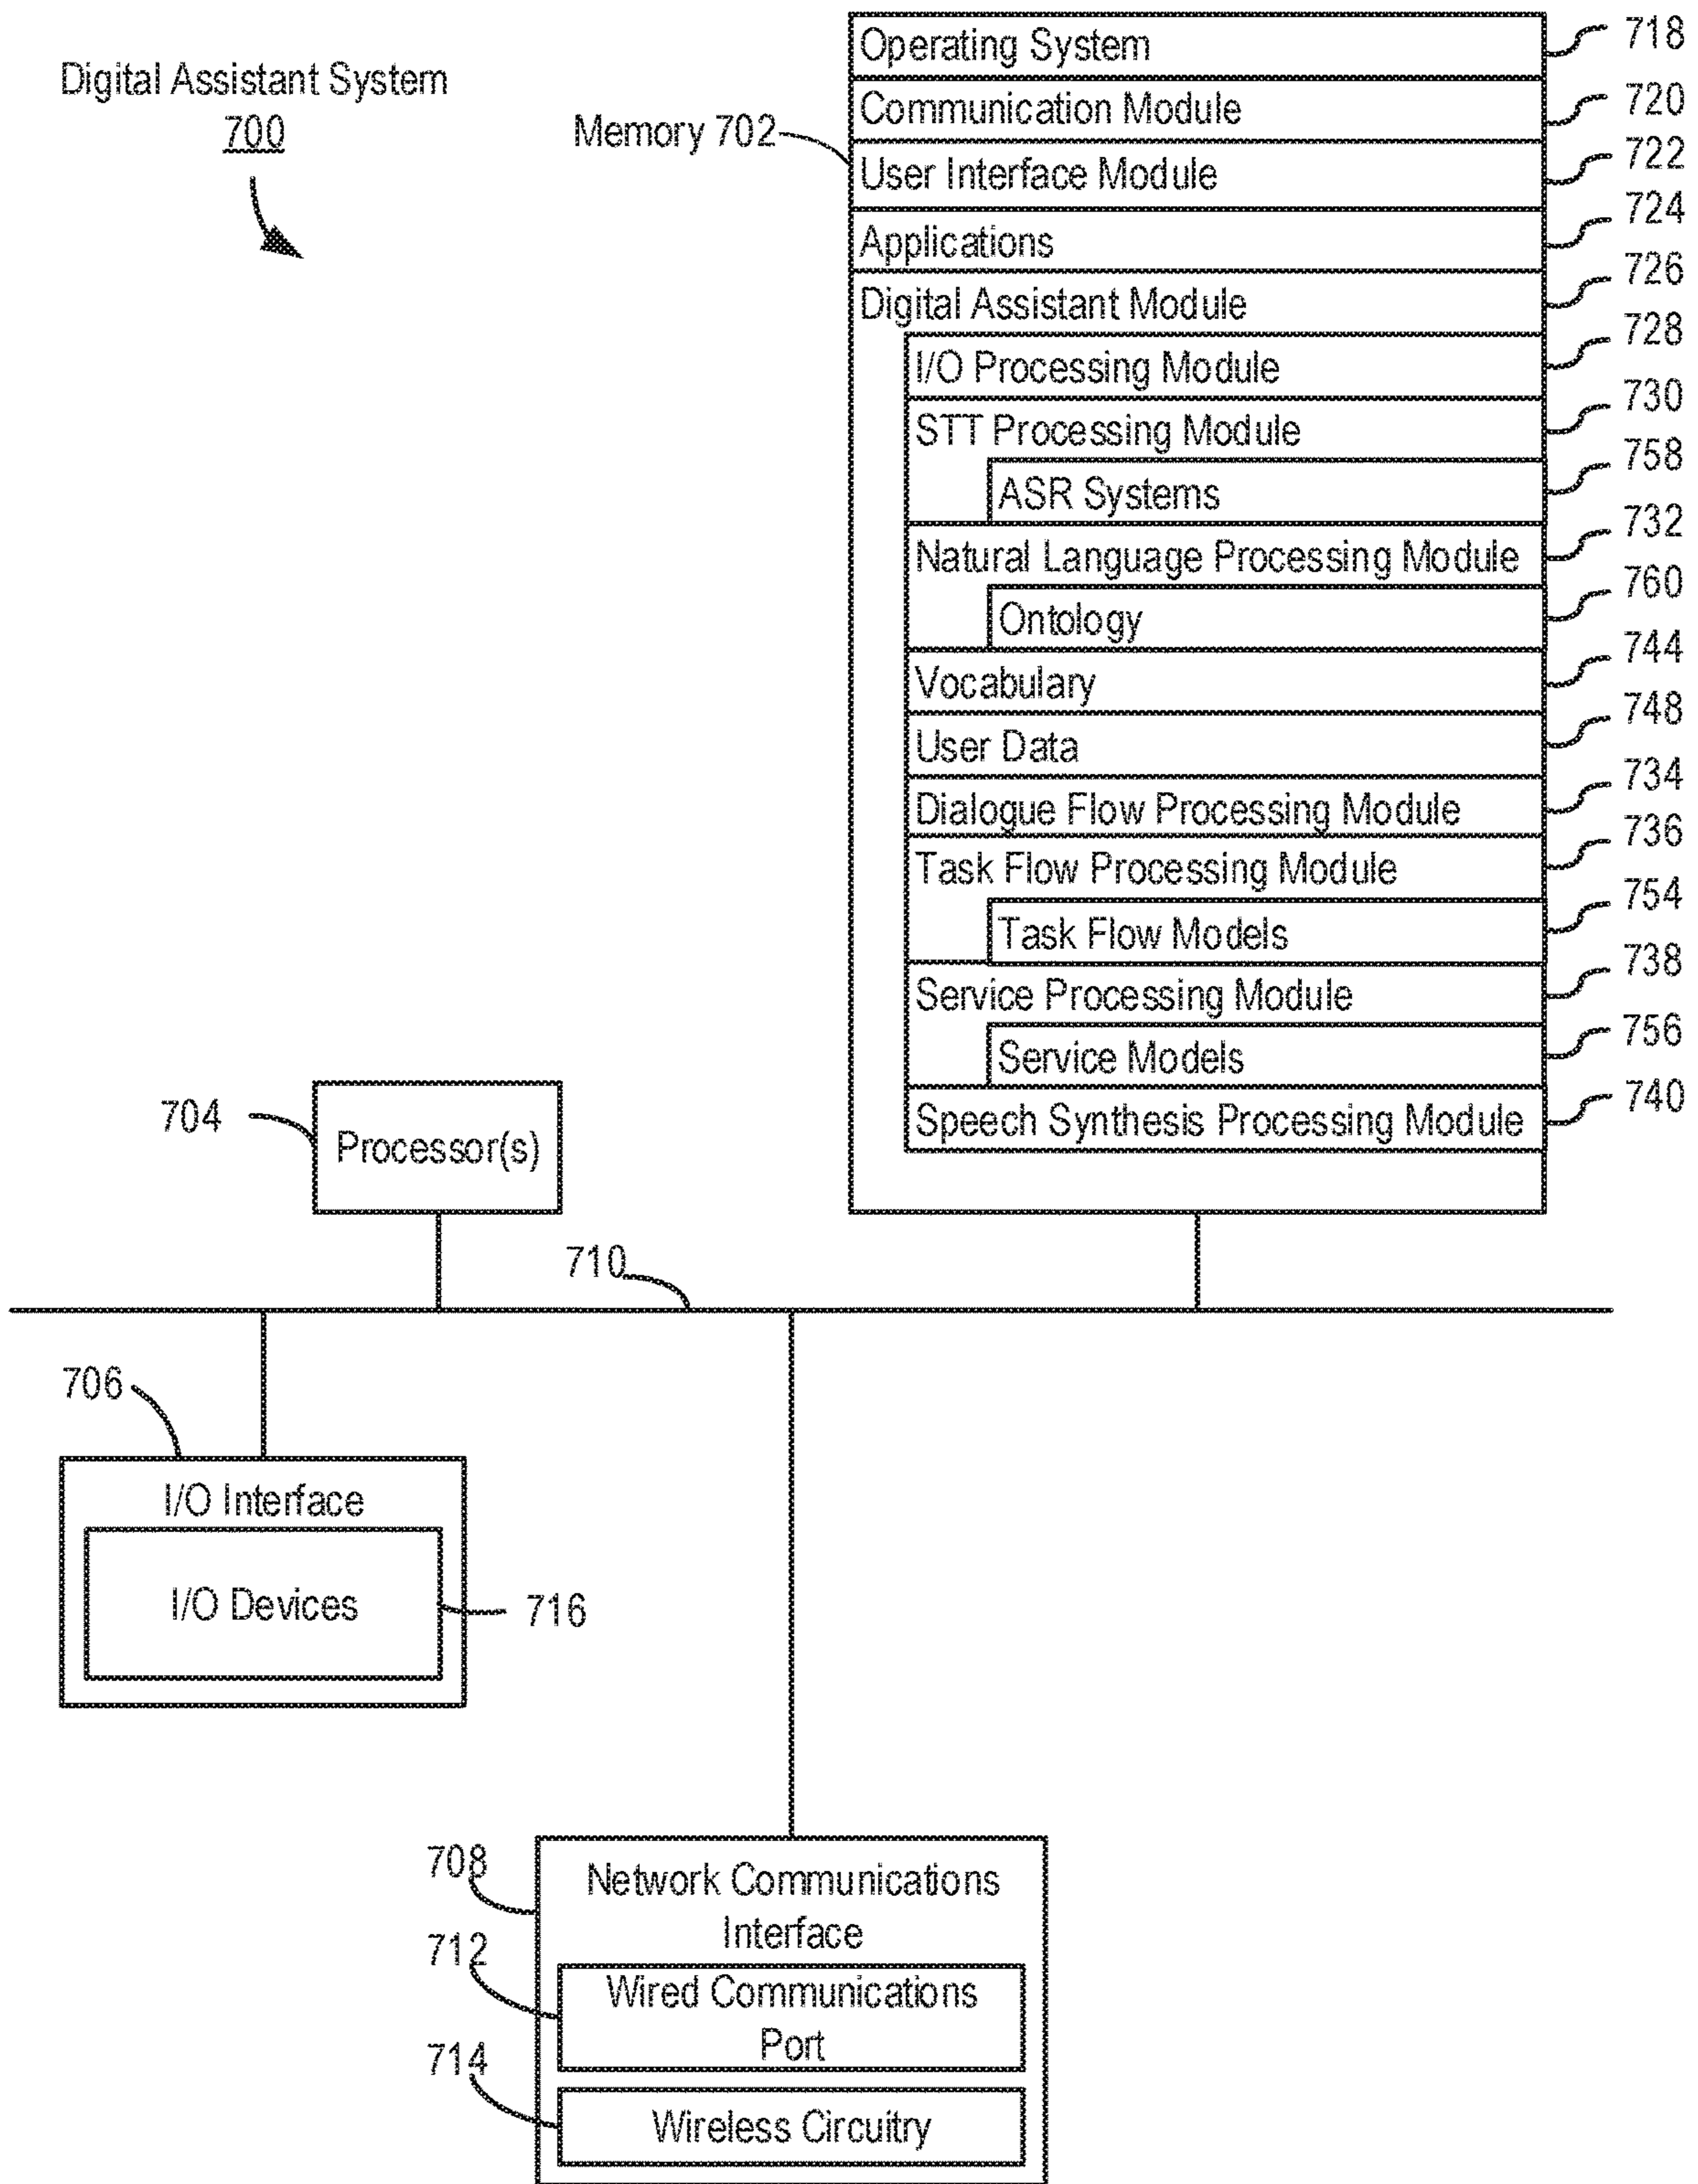 Digital Assistant System
700
Memory 702
Operating System 718
Communication Module 720
User Interface Module 722
Applications 724
Digital Assistant Module 726
I/O Processing Module 728
STT Processing Module 730
ASR Systems 758
Natural Language Processing Module 732
Ontology 760
Vocabulary 744
User Data 748
Dialogue Flow Processing Module 734
Task Flow Processing Module 736
Task Flow Models 754
Service Processing Module 738
Service Models 756
Speech Synthesis Processing Module 740
704
Processor(s)
710
706
I/O Interface
I/O Devices
716
708
Network Communications
Interface
712
Wired Communications
Port
714
Wireless Circuitry